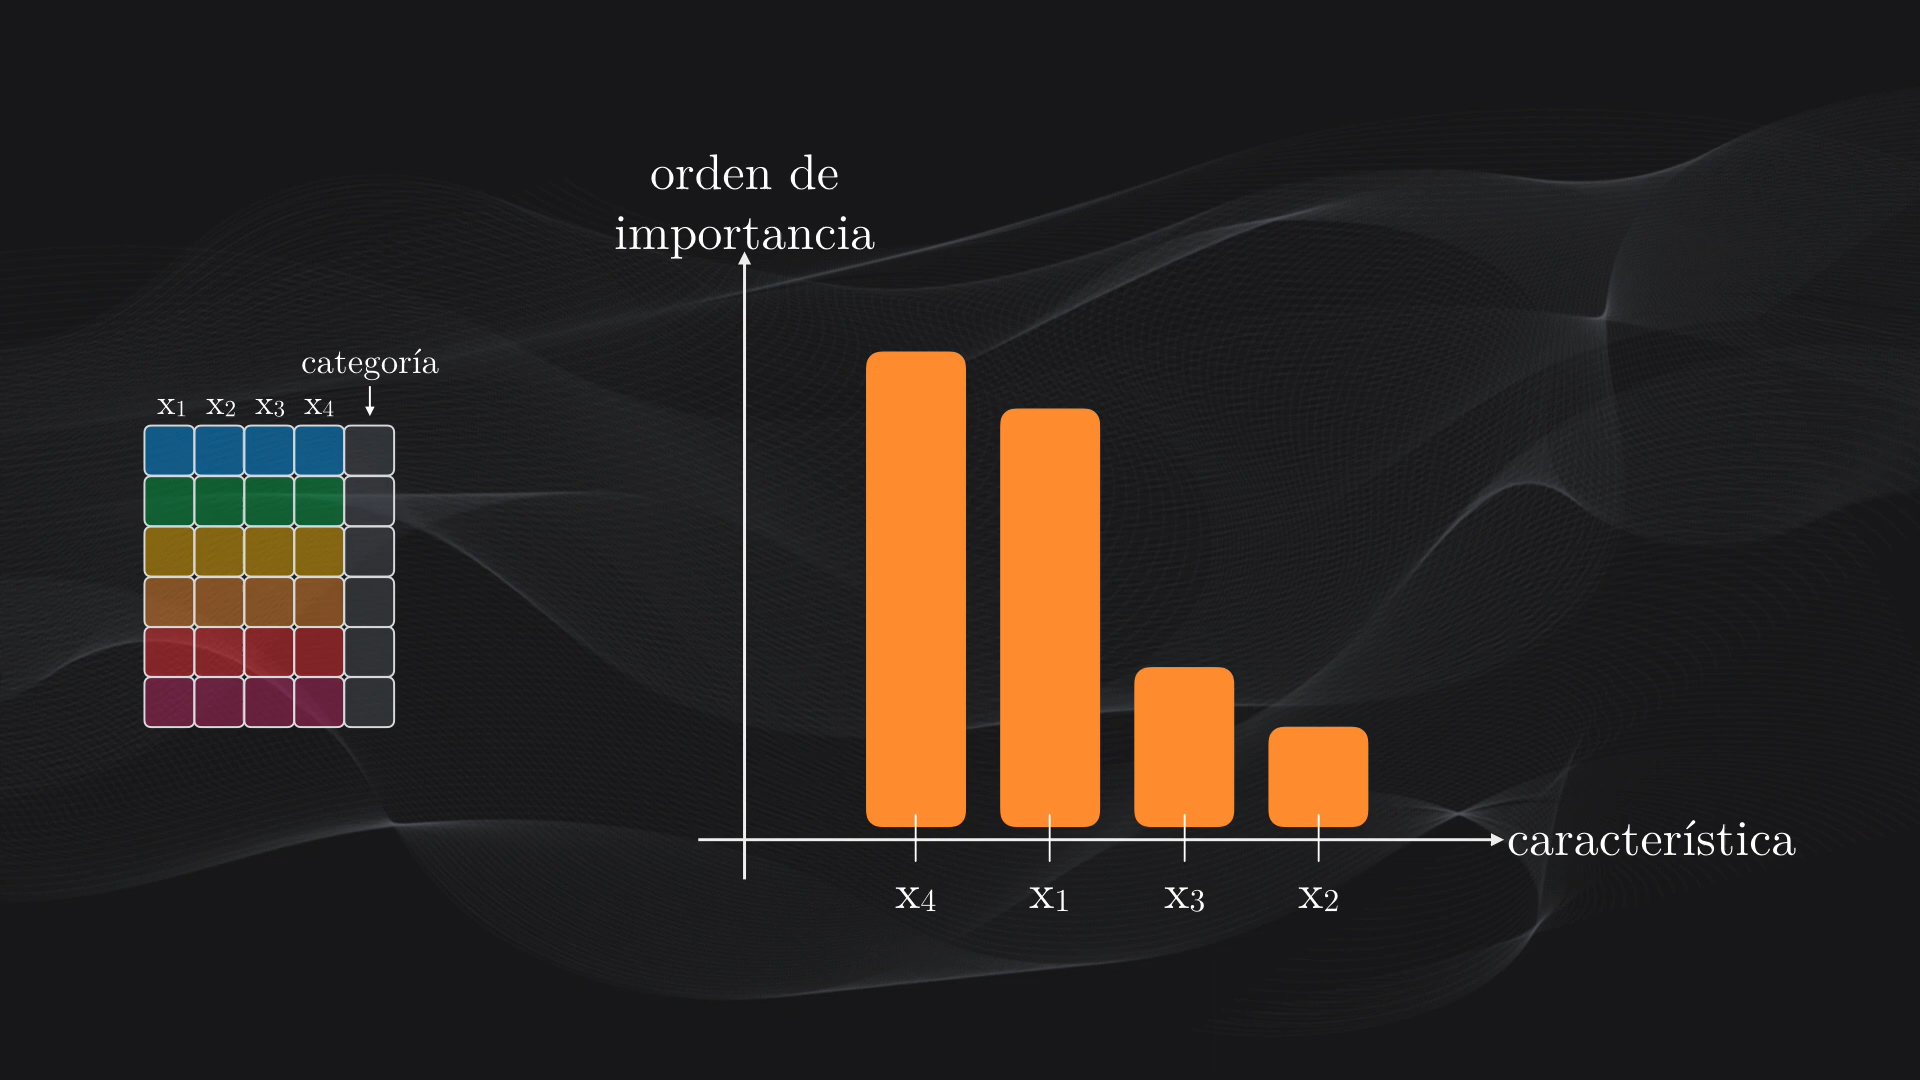 orden de
importancia
categoría
x₁ x₂ x₃ x₄
característica
x₄ x₁ x₃ x₂